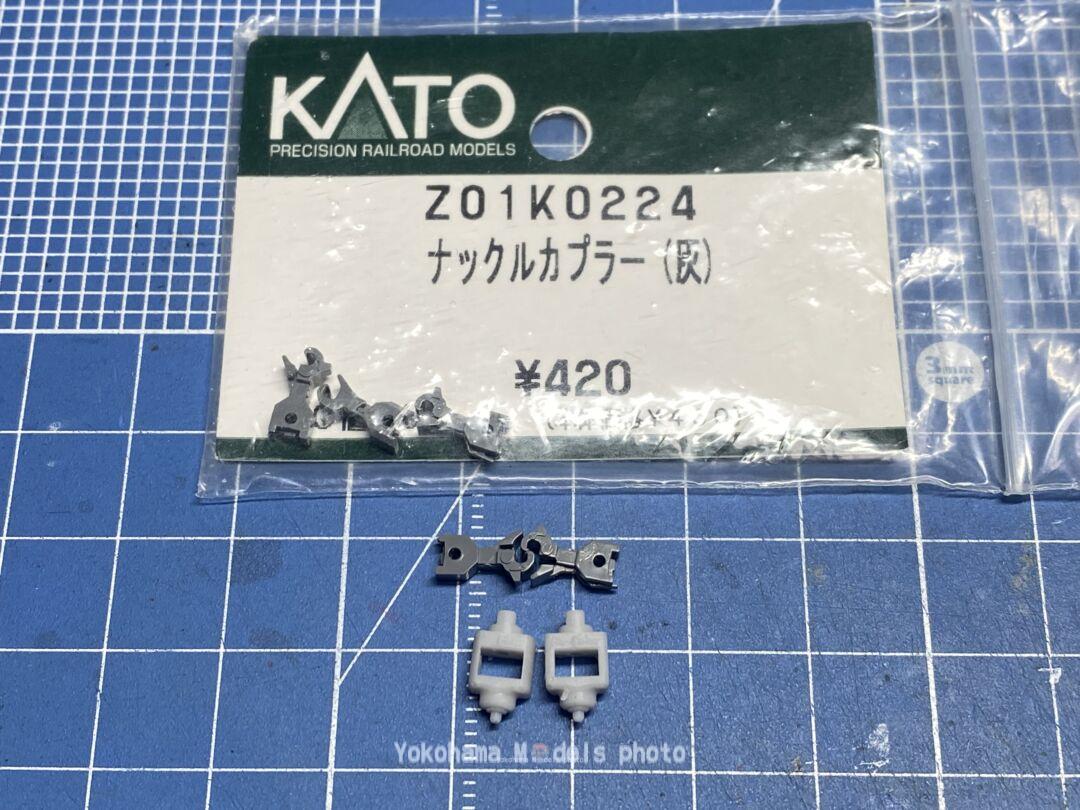 KATO
PRECISION RAILROAD MODELS
Z01K0224
ナックルカプラー(灰)
¥420
3mm
square
Yokohama Models photo